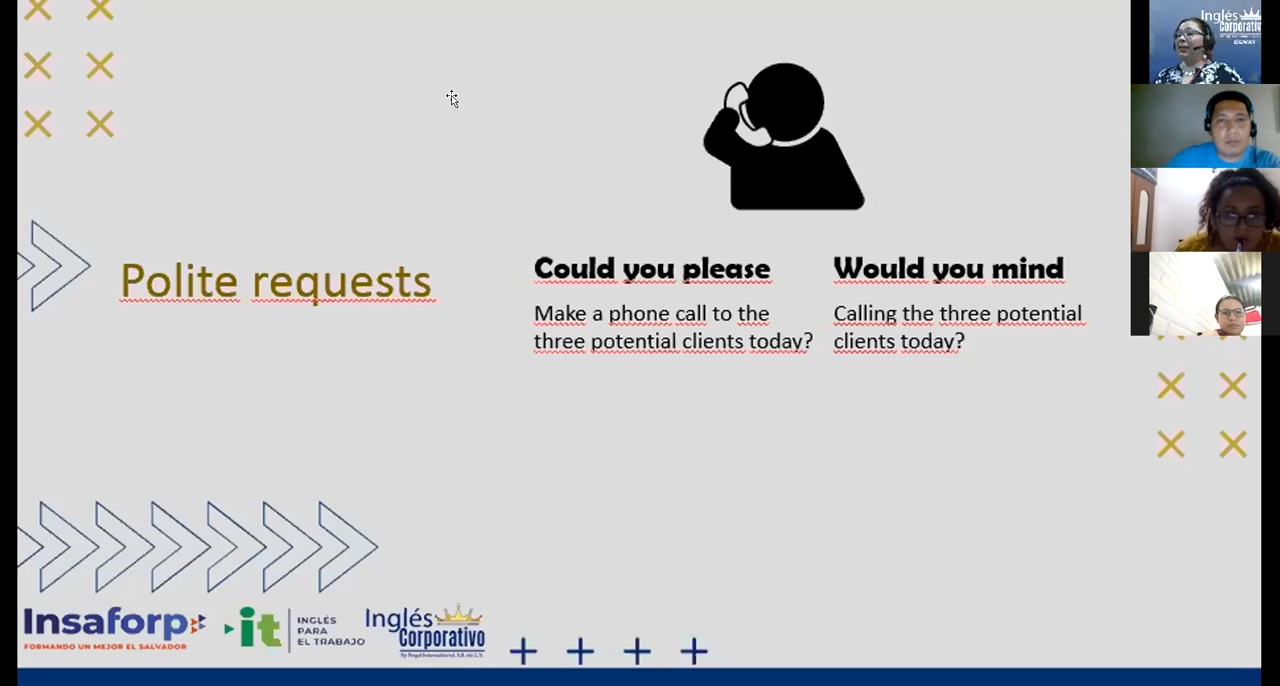 Inglés
Corporativo
Polite requests
Could you please
Make a phone call to the
three potential clients today?
Would you mind
Calling the three potential
clients today?
Insaforp
FORMANDO UN MEJOR EL SALVADOR
it
INGLÉS
PARA
EL TRABAJO
Inglés
Corporativo